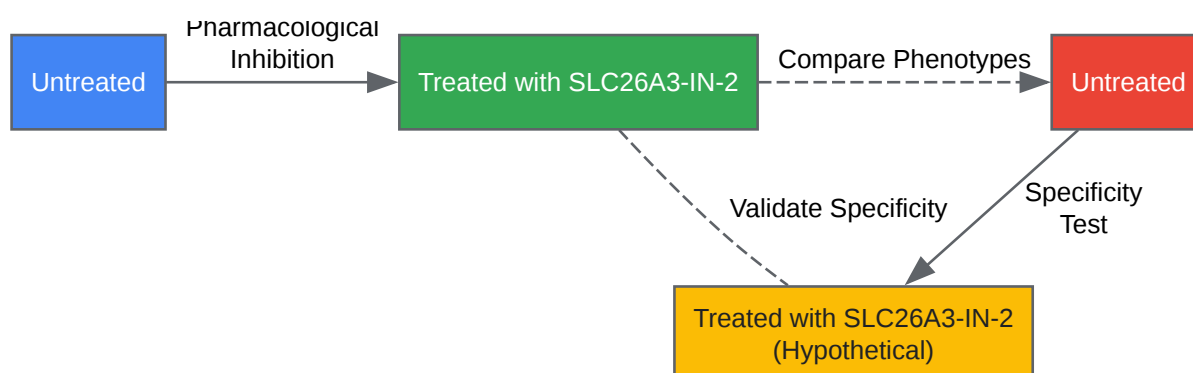 Pharmacological
Inhibition
Untreated
Treated with SLC26A3-IN-2
Compare Phenotypes
Untreated
Validate Specificity
Specificity
Test
Treated with SLC26A3-IN-2
(Hypothetical)